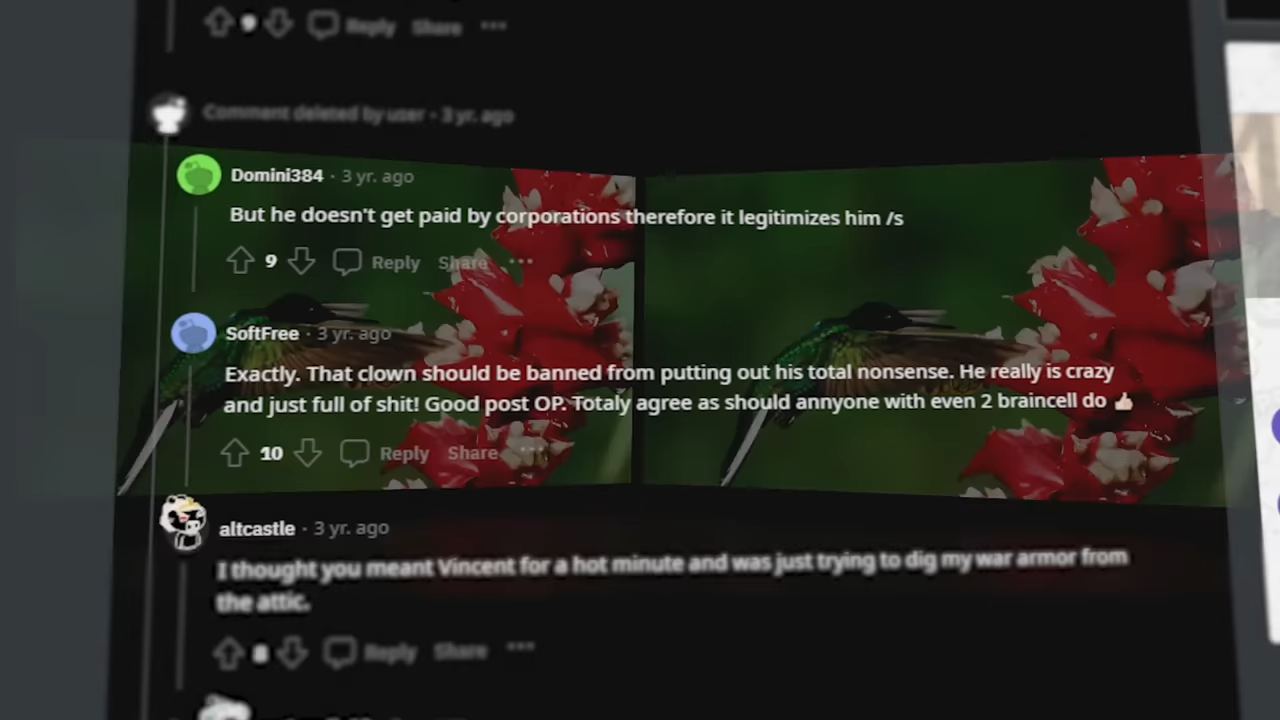 9 Reply Share ...
Comment deleted by user · 3 yr. ago
Domini384 · 3 yr. ago
But he doesn't get paid by corporations therefore it legitimizes him /s
9 Reply Share ...
SoftFree · 3 yr. ago
Exactly. That clown should be banned from putting out his total nonsense. He really is crazy
and just full of shit! Good post OP. Totaly agree as should annyone with even 2 braincell do 👍🏻
10 Reply Share ...
altcastle · 3 yr. ago
I thought you meant Vincent for a hot minute and was just trying to dig my war armor from
the attic.
8 Reply Share ...